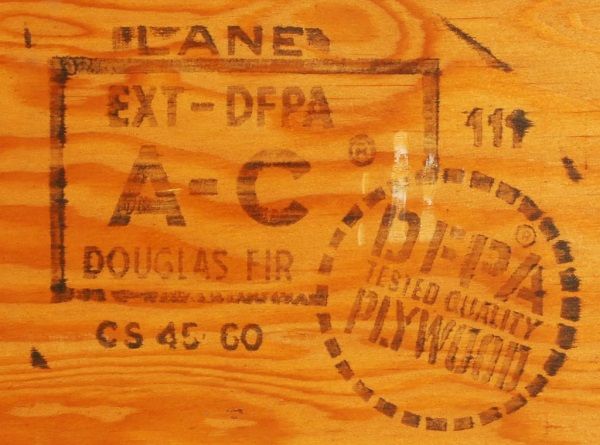 LANE
EXT-DFPA
A-C ®
DOUGLAS FIR
CS 45 60
111
DFPA ®
TESTED QUALITY
PLYWOOD